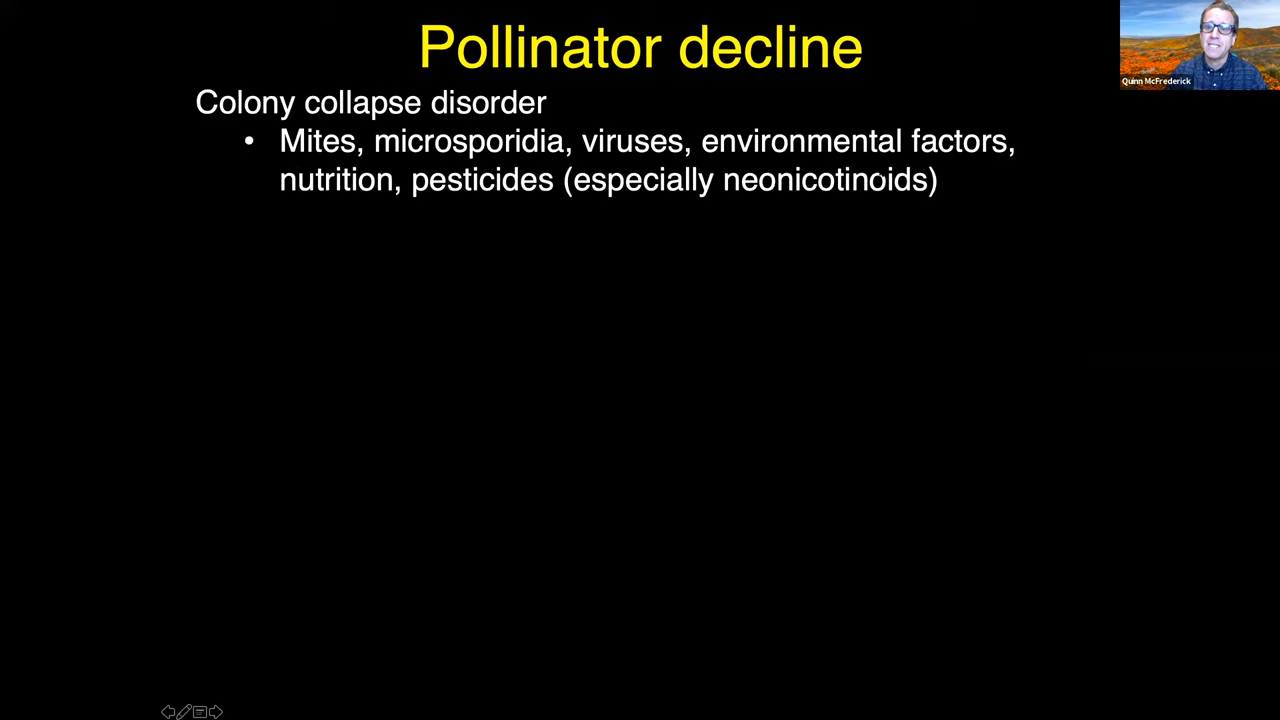 Pollinator decline
Quinn McFrederick
Colony collapse disorder
• Mites, microsporidia, viruses, environmental factors,
nutrition, pesticides (especially neonicotinoids)